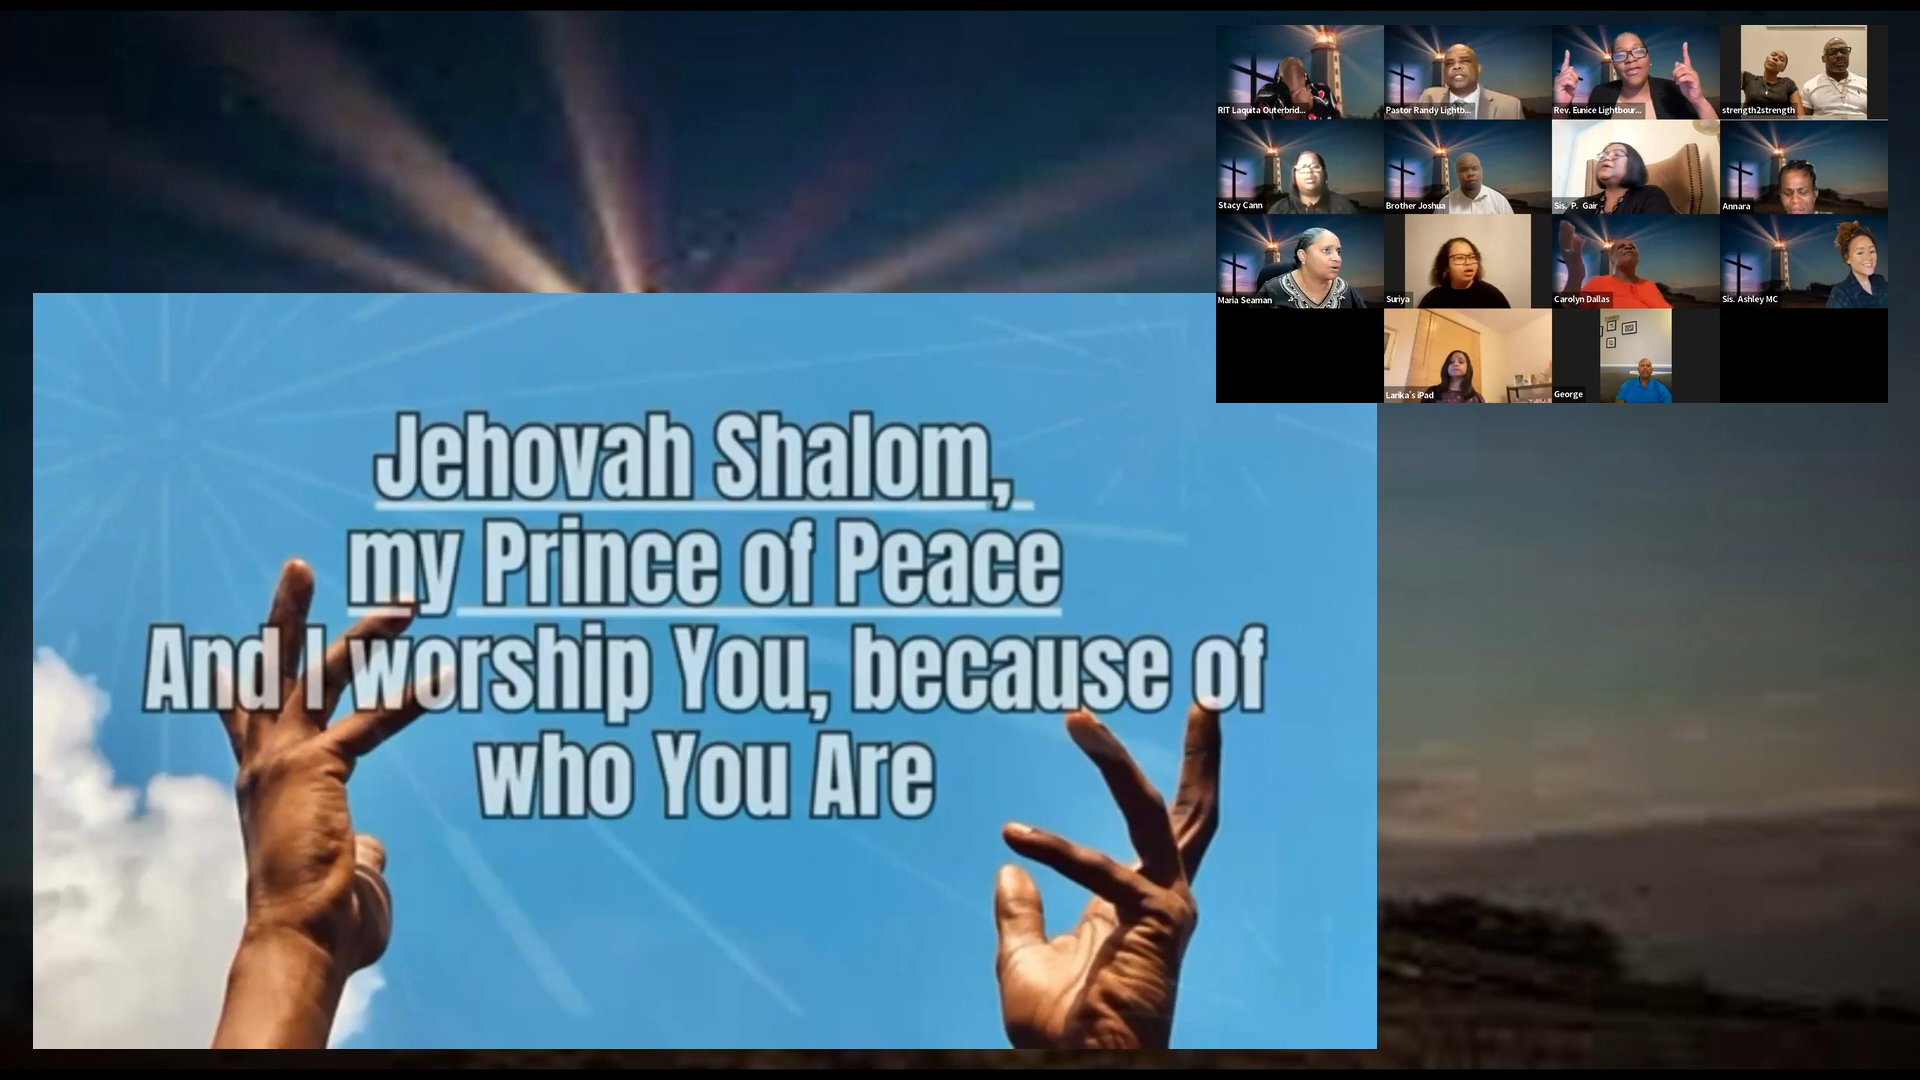 RIT Laquita Outerbrid...
Pastor Randy Lightb...
Rev. Eunice Lightbour...
strength2strength
Stacy Cann
Brother Joshua
Sis. P. Gair
Annara
Maria Seaman
Suriya
Carolyn Dallas
Sis. Ashley MC
Larika's iPad
George
Jehovah Shalom,
my Prince of Peace
And I worship You, because of
who You Are